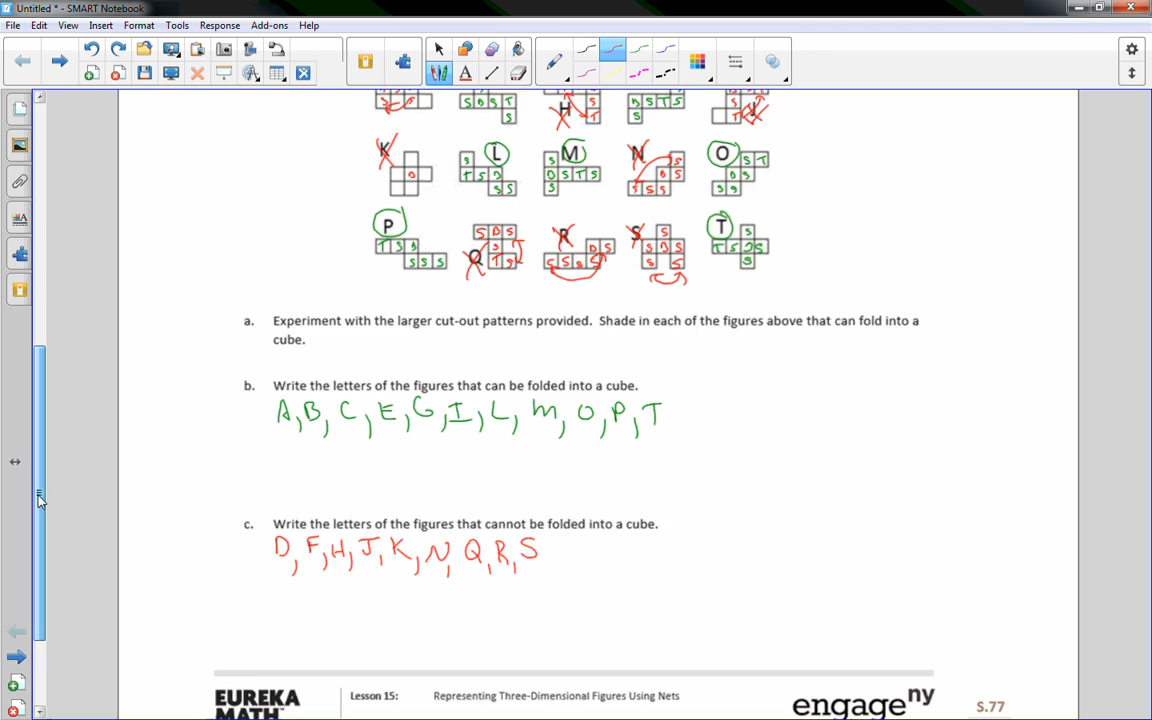 Untitled * - SMART Notebook
File Edit View Insert Format Tools Response Add-ons Help
S B S T
S
H
S
T
B S T S
S
S
T
K L M N O
S
T S D
S S
S
B S T S
S
S
S T
P Q R S T
T S B
S S S
S B S
S
T S
B S
S
S B S
S S
S
S
a. Experiment with the larger cut-out patterns provided. Shade in each of the figures above that can fold into a
cube.
b. Write the letters of the figures that can be folded into a cube.
A, B, C, E, G, I, L, M, O, P, T
c. Write the letters of the figures that cannot be folded into a cube.
D, F, H, J, K, N, Q, R, S
EUREKA
MATH
Lesson 15: Representing Three-Dimensional Figures Using Nets
engage ny
S.77